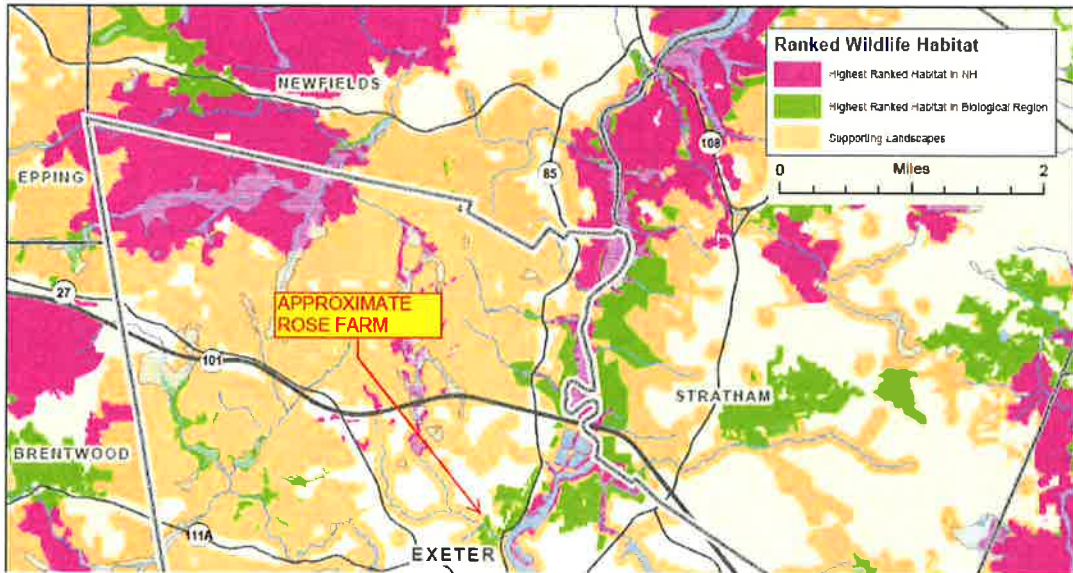 Ranked Wildlife Habitat
Highest Ranked Habitat in NH
Highest Ranked Habitat in Biological Region
Supporting Landscapes
0 Miles 2
NEWFIELDS
108
EPPING
85
27
APPROXIMATE
ROSE FARM
101
STRATHAM
BRENTWOOD
111A
EXETER